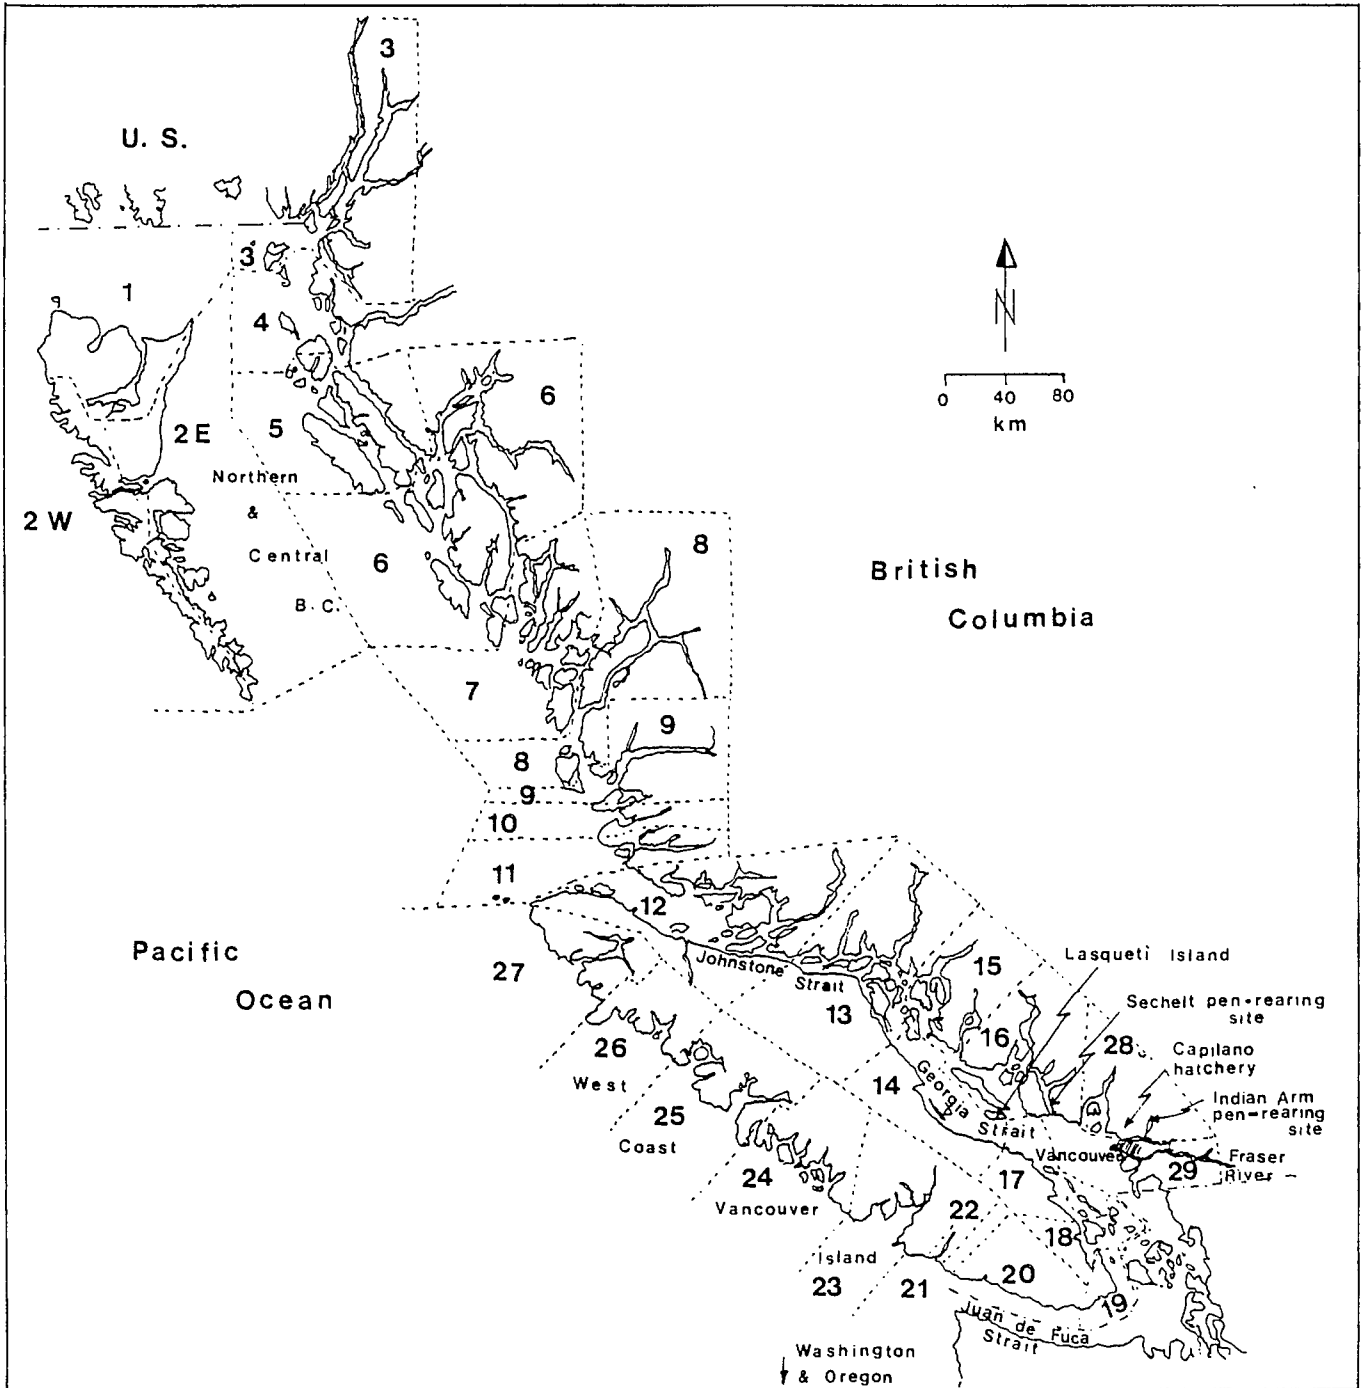 3
U. S.
3
1
4
6
5
2 E
Northern
2 W
&
8
Central
6
British
B. C.
Columbia
N
0 40 80
km
7
9
8
9
10
11
12
Pacific
Ocean
27
Johnstone
Strait
13
15
Lasqueti Island
Sechelt pen-rearing
site
16
28
Capilano
hatchery
Indian Arm
pen-rearing
site
26
West
14
Georgia
Strait
25
Coast
Vancouver
29
Fraser
River
24
Vancouver
17
22
18
Island
23
21
20
19
Juan de Fuca
Strait
Washington
& Oregon